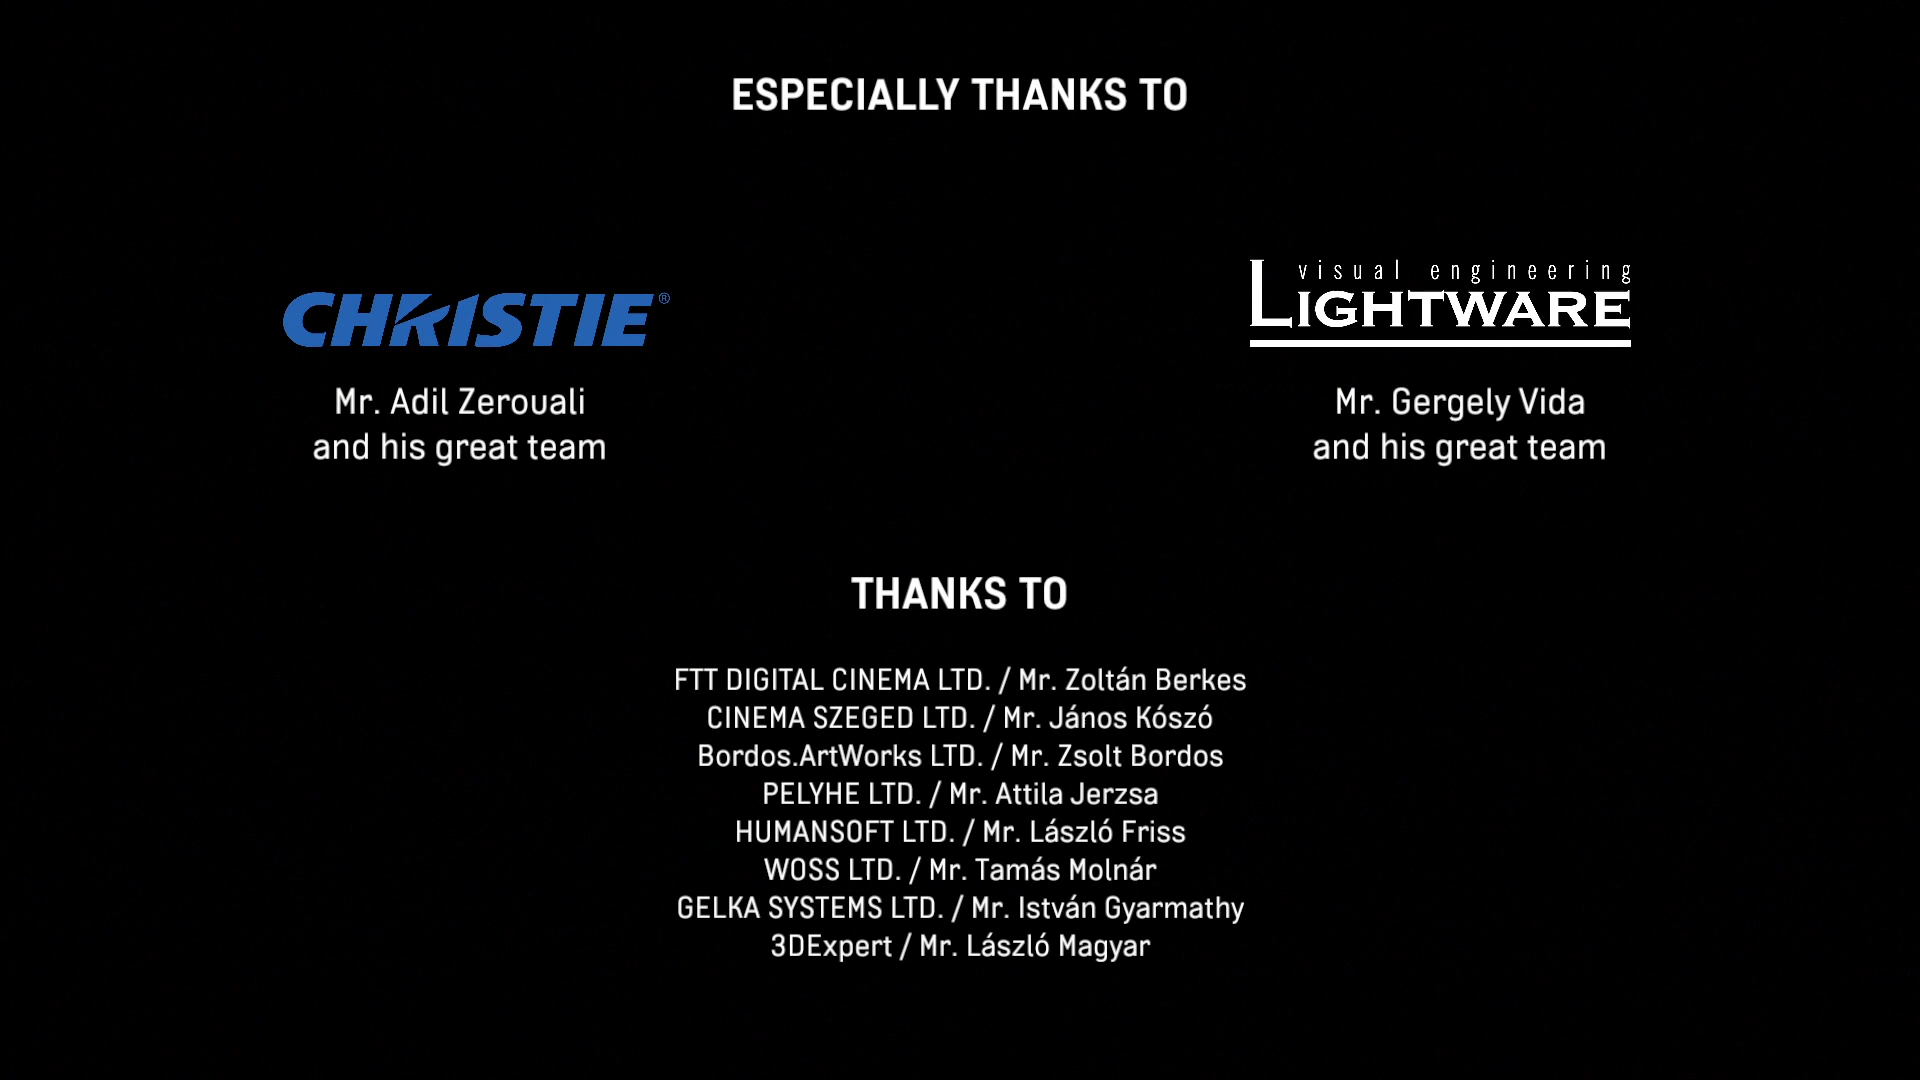 ESPECIALLY THANKS TO
CHRISTIE®
Mr. Adil Zerouali
and his great team
visual engineering
LIGHTWARE
Mr. Gergely Vida
and his great team
THANKS TO
FTT DIGITAL CINEMA LTD. / Mr. Zoltán Berkes
CINEMA SZEGED LTD. / Mr. János Kószó
Bordos.ArtWorks LTD. / Mr. Zsolt Bordos
PELYHE LTD. / Mr. Attila Jerzsa
HUMANSOFT LTD. / Mr. László Friss
WOSS LTD. / Mr. Tamás Molnár
GELKA SYSTEMS LTD. / Mr. István Gyarmathy
3DExpert / Mr. László Magyar